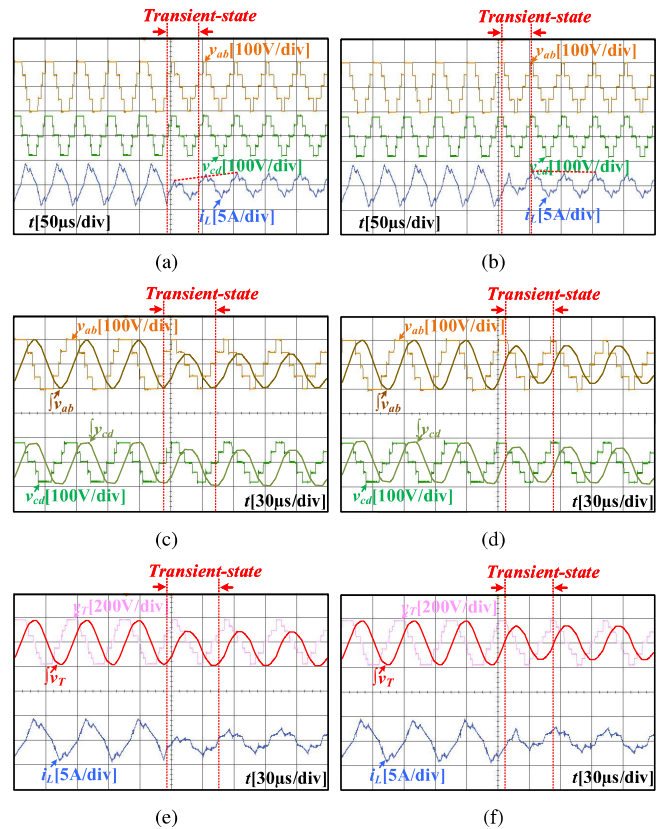 Transient-state
Transient-state
v_ab[100V/div]
v_cd[100V/div]
i_L[5A/div]
t[50µs/div]
v_ab[100V/div]
v_cd[100V/div]
i_L[5A/div]
t[50µs/div]
(a)
(b)
Transient-state
Transient-state
v_ab[100V/div]
∫v_ab
∫v_cd
v_cd[100V/div]
t[30µs/div]
v_ab[100V/div]
∫v_ab
∫v_cd
v_cd[100V/div]
t[30µs/div]
(c)
(d)
Transient-state
Transient-state
v_T[200V/div]
∫v_T
i_L[5A/div]
t[30µs/div]
v_T[200V/div]
∫v_T
i_L[5A/div]
t[30µs/div]
(e)
(f)